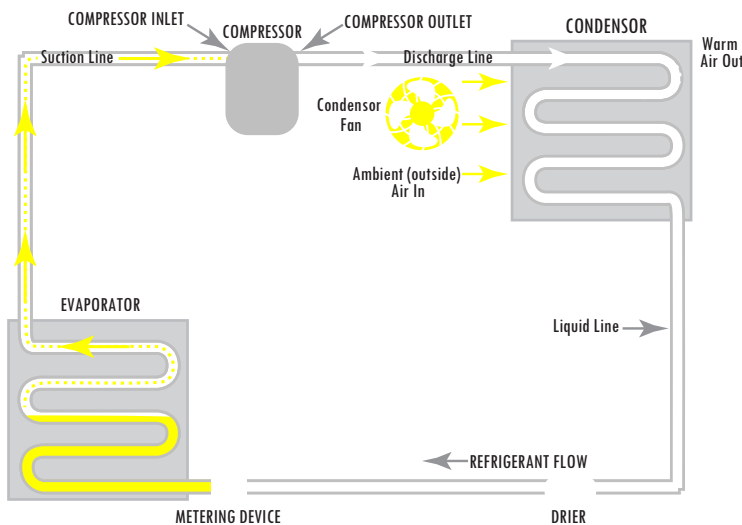 COMPRESSOR INLET
COMPRESSOR
COMPRESSOR OUTLET
CONDENSOR
Warm
Air Out
Suction Line
Discharge Line
Condensor
Fan
Ambient (outside)
Air In
EVAPORATOR
Liquid Line
REFRIGERANT FLOW
METERING DEVICE
DRIER